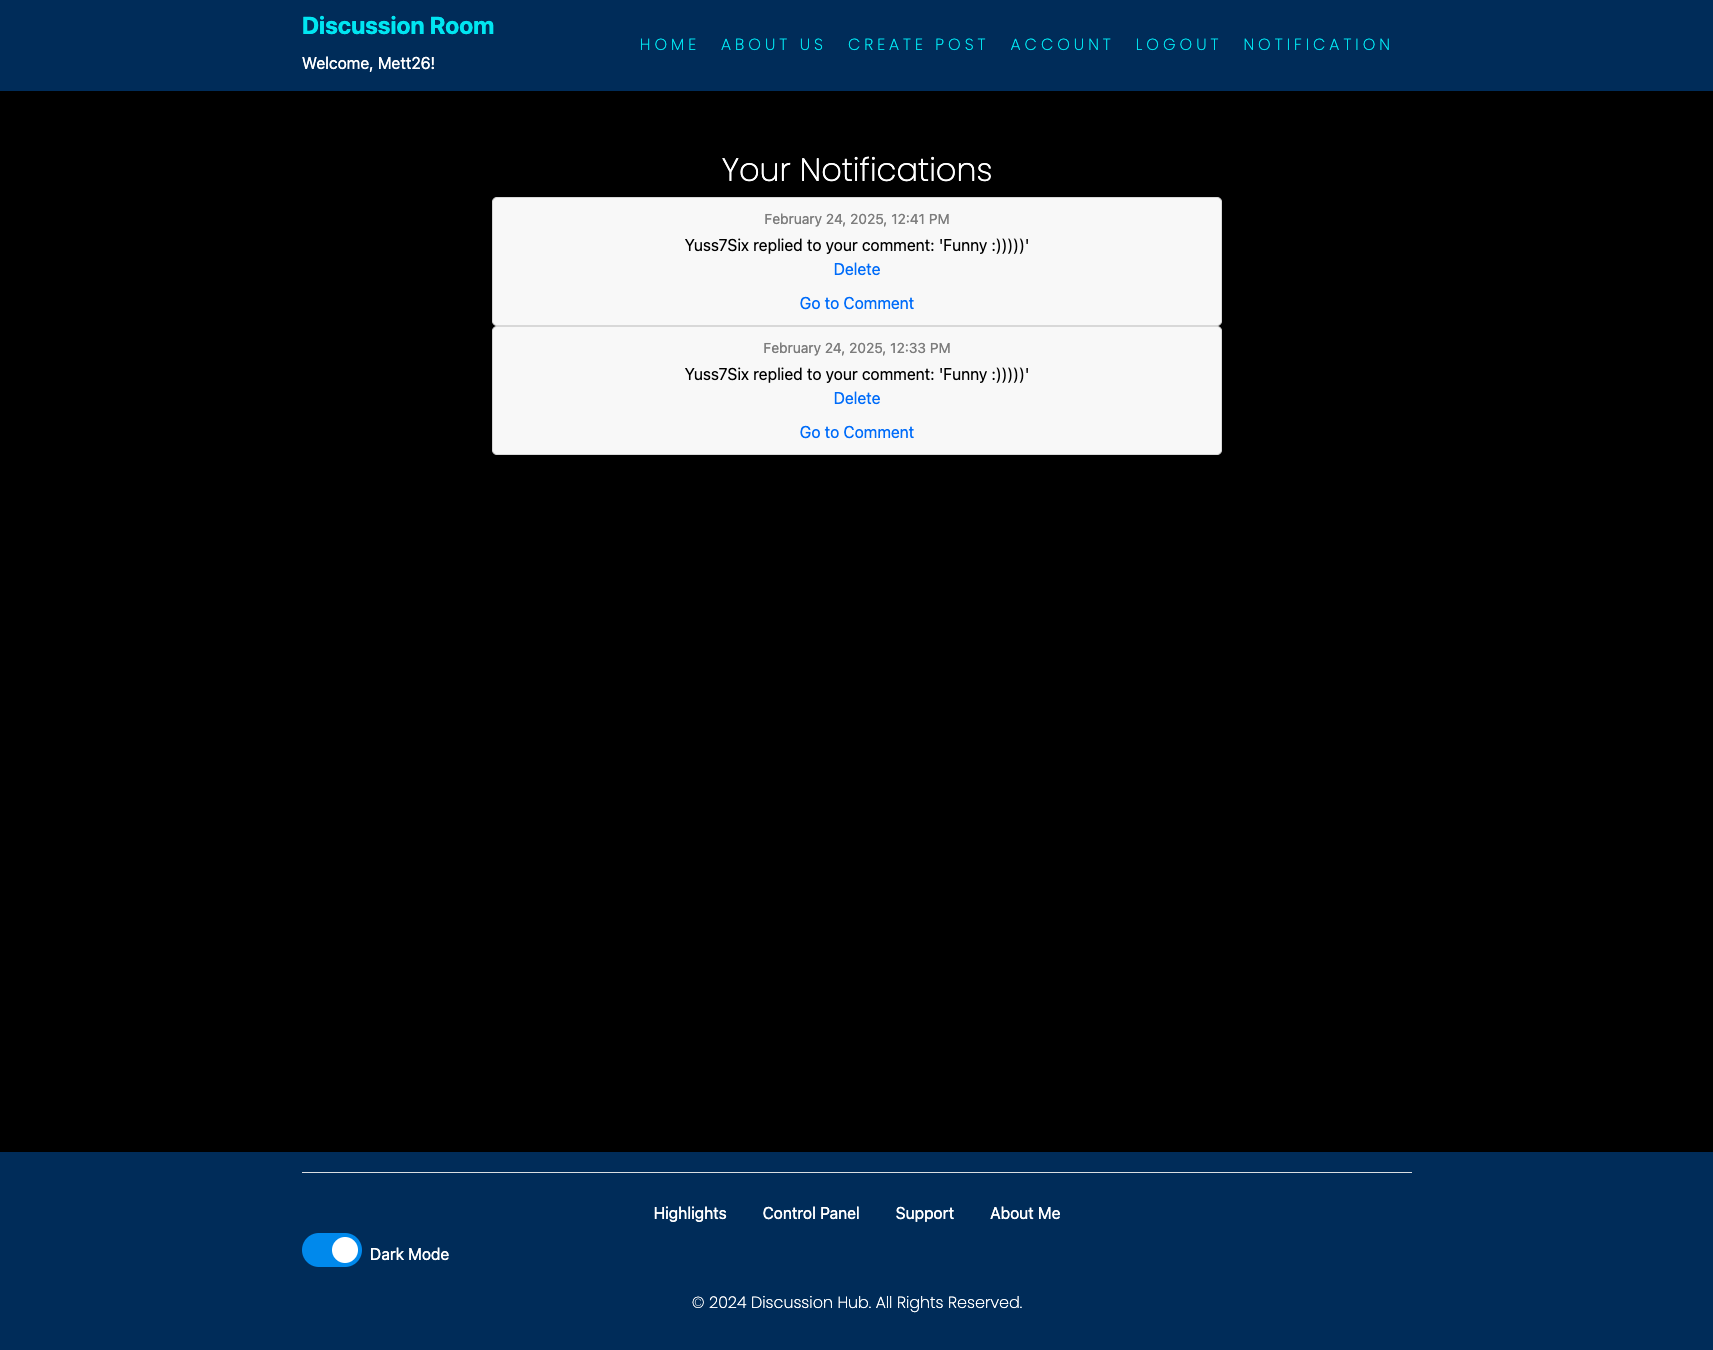 Discussion Room
Welcome, Mett26!
HOME ABOUT US CREATE POST ACCOUNT LOGOUT NOTIFICATION
Your Notifications
February 24, 2025, 12:41 PM
Yuss7Six replied to your comment: 'Funny :)))))'
Delete
Go to Comment
February 24, 2025, 12:33 PM
Yuss7Six replied to your comment: 'Funny :)))))'
Delete
Go to Comment
Highlights Control Panel Support About Me
Dark Mode
© 2024 Discussion Hub. All Rights Reserved.